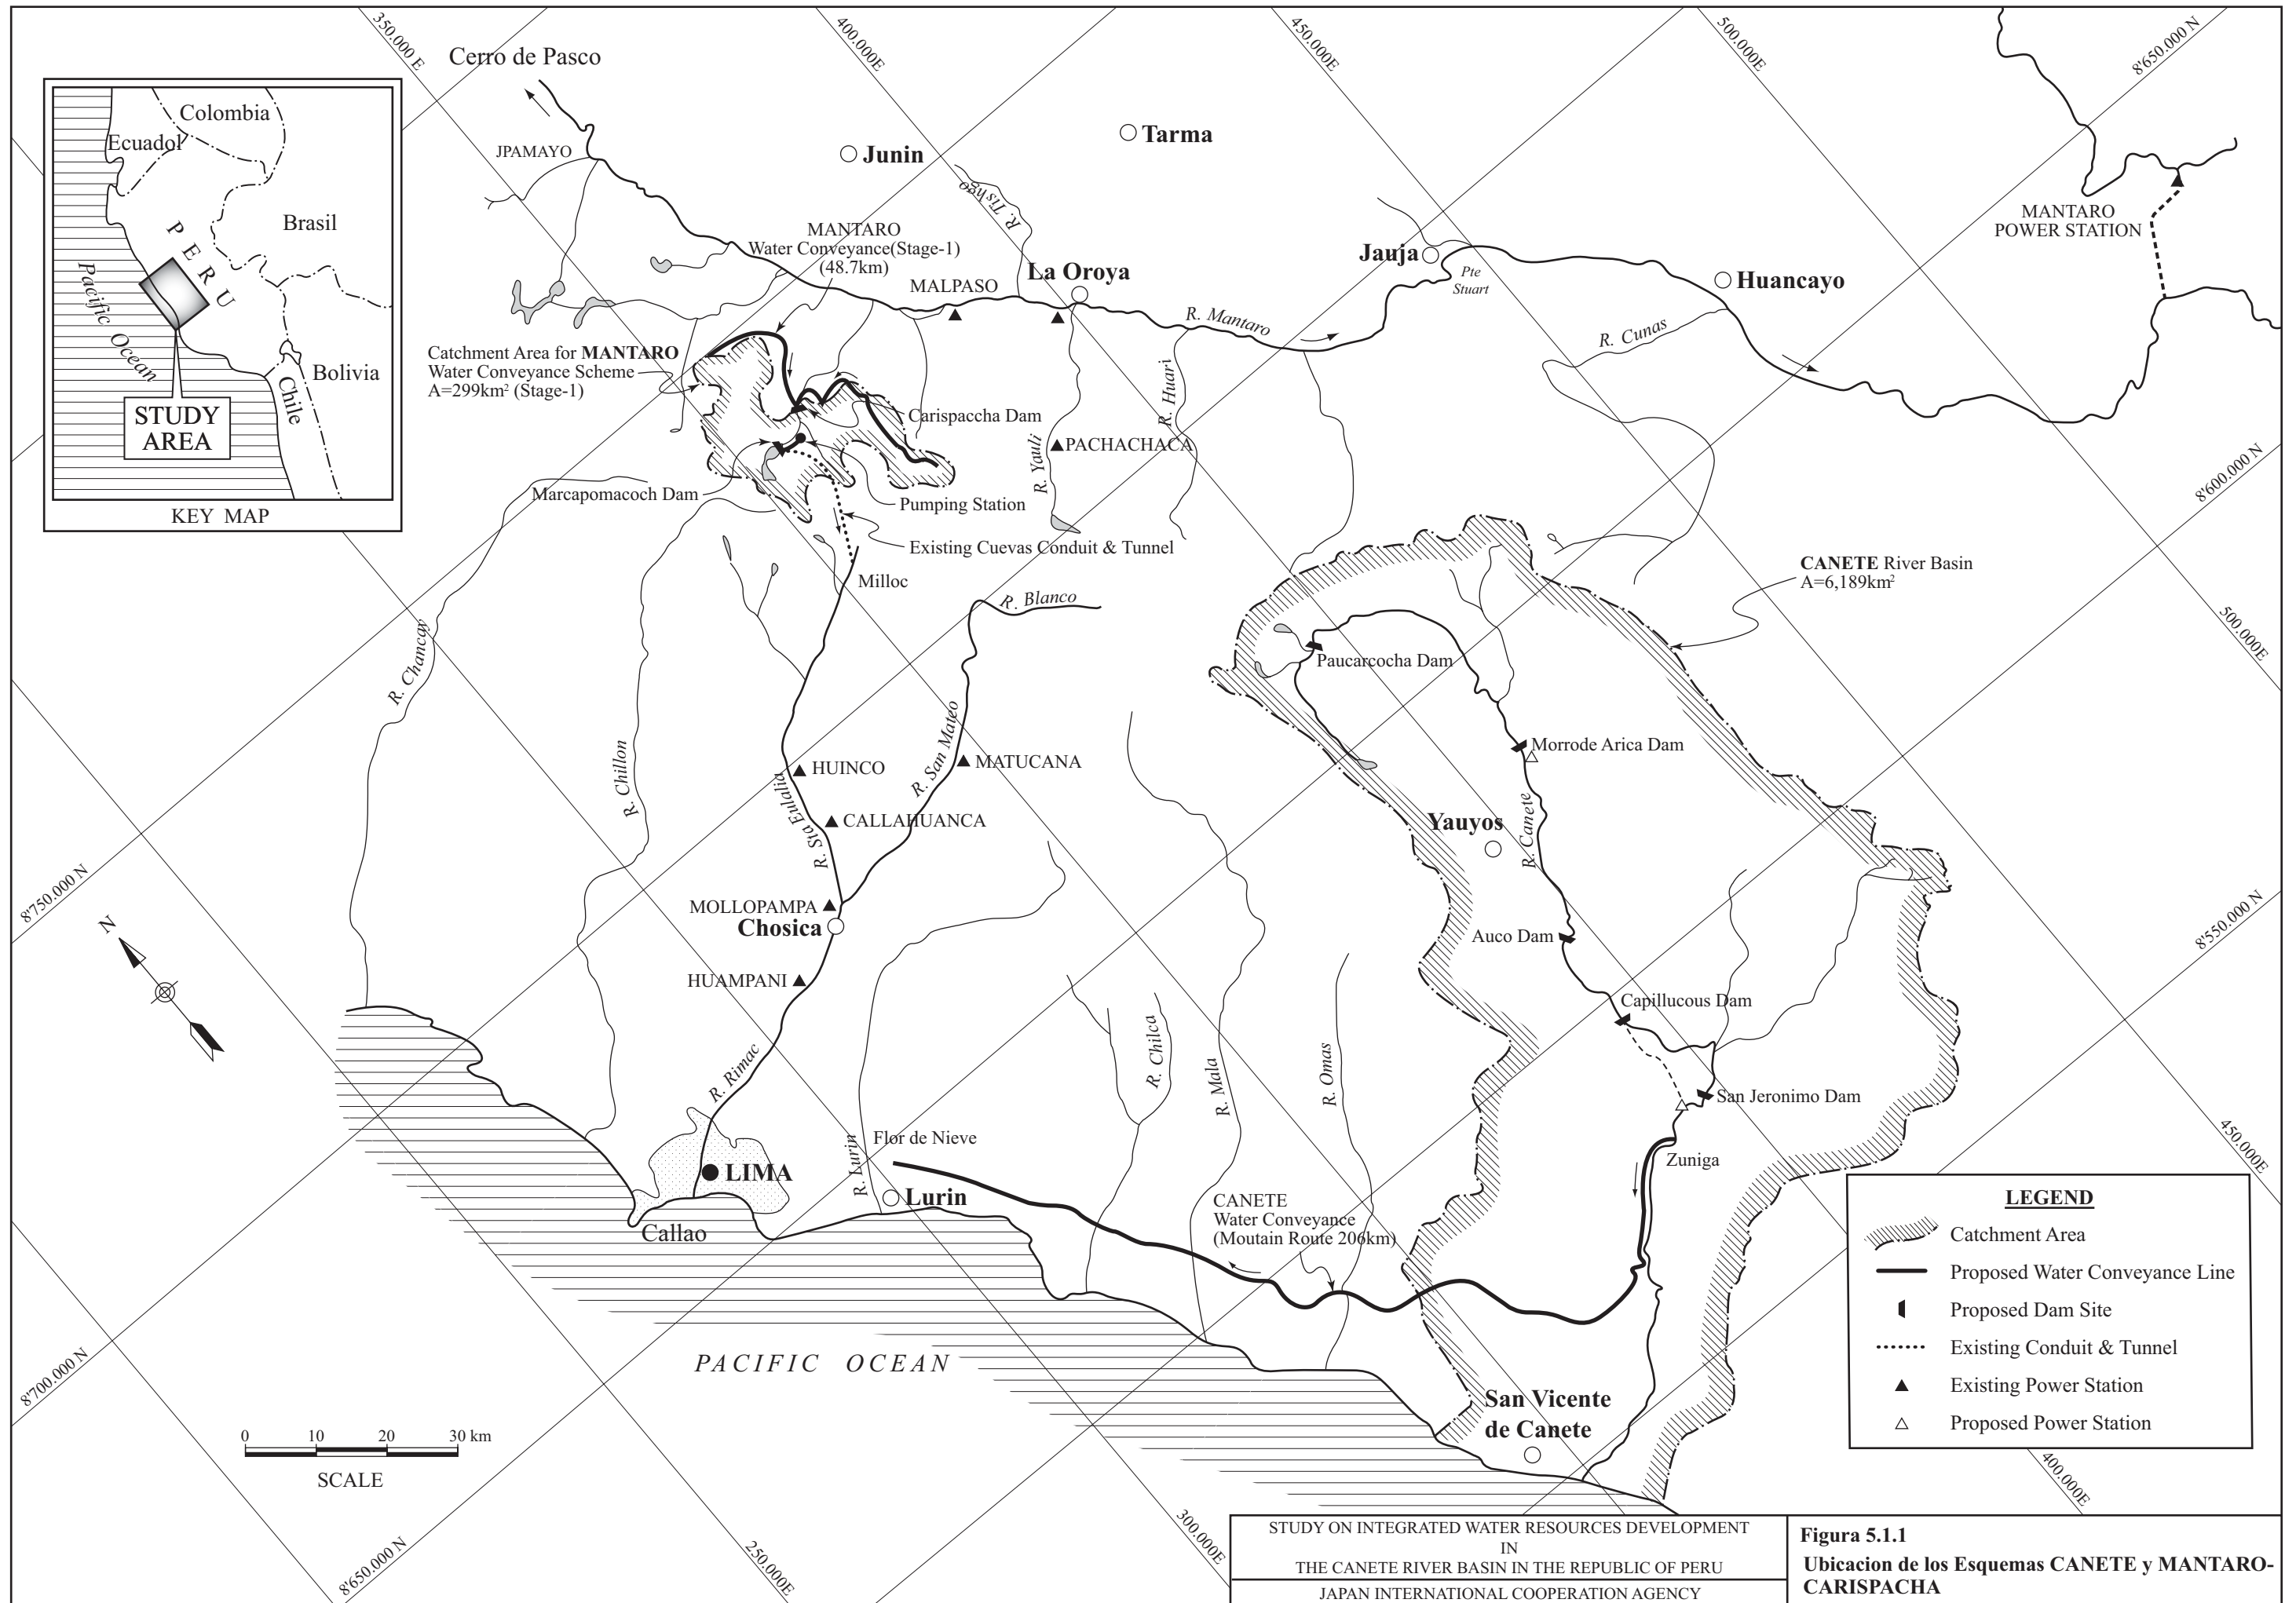 350.000 E
400.000E
450.000E
500.000E
8'650.000 N
Cerro de Pasco
Colombia
Ecuadol
Brasil
PERU
Pacific Ocean
Bolivia
Chile
STUDY
AREA
KEY MAP
JPAMAYO
Junin
Tarma
R. Tishgo
MANTARO
Water Conveyance(Stage-1)
(48.7km)
MALPASO
La Oroya
Jauja
Pte
Stuart
Huancayo
MANTARO
POWER STATION
R. Mantaro
R. Cunas
R. Huari
R. Yauli
PACHACHACA
Catchment Area for MANTARO
Water Conveyance Scheme
A=299km² (Stage-1)
Carispaccha Dam
Marcapomacoch Dam
Pumping Station
Existing Cuevas Conduit & Tunnel
Milloc
R. Blanco
8'600.000 N
CANETE River Basin
A=6,189km²
500.000E
R. Chancay
R. Chillon
Paucarcocha Dam
Morrode Arica Dam
HUINCO
R. San Mateo
MATUCANA
R. Sta Eulalia
CALLAHUANCA
Yauyos
R. Canete
8'750.000 N
N
MOLLOPAMPA
Chosica
HUAMPANI
Auco Dam
8'550.000 N
Capillucous Dam
R. Rimac
R. Chilca
R. Mala
R. Omas
San Jeronimo Dam
Zuniga
450.000E
Flor de Nieve
R. Lurin
LIMA
Lurin
Callao
CANETE
Water Conveyance
(Moutain Route 206km)
LEGEND
Catchment Area
Proposed Water Conveyance Line
Proposed Dam Site
Existing Conduit & Tunnel
Existing Power Station
Proposed Power Station
PACIFIC OCEAN
8'700.000 N
San Vicente
de Canete
0 10 20 30 km
SCALE
400.000E
8'650.000 N
250.000E
300.000E
STUDY ON INTEGRATED WATER RESOURCES DEVELOPMENT
IN
THE CANETE RIVER BASIN IN THE REPUBLIC OF PERU
JAPAN INTERNATIONAL COOPERATION AGENCY
Figura 5.1.1
Ubicacion de los Esquemas CANETE y MANTARO-
CARISPACHA